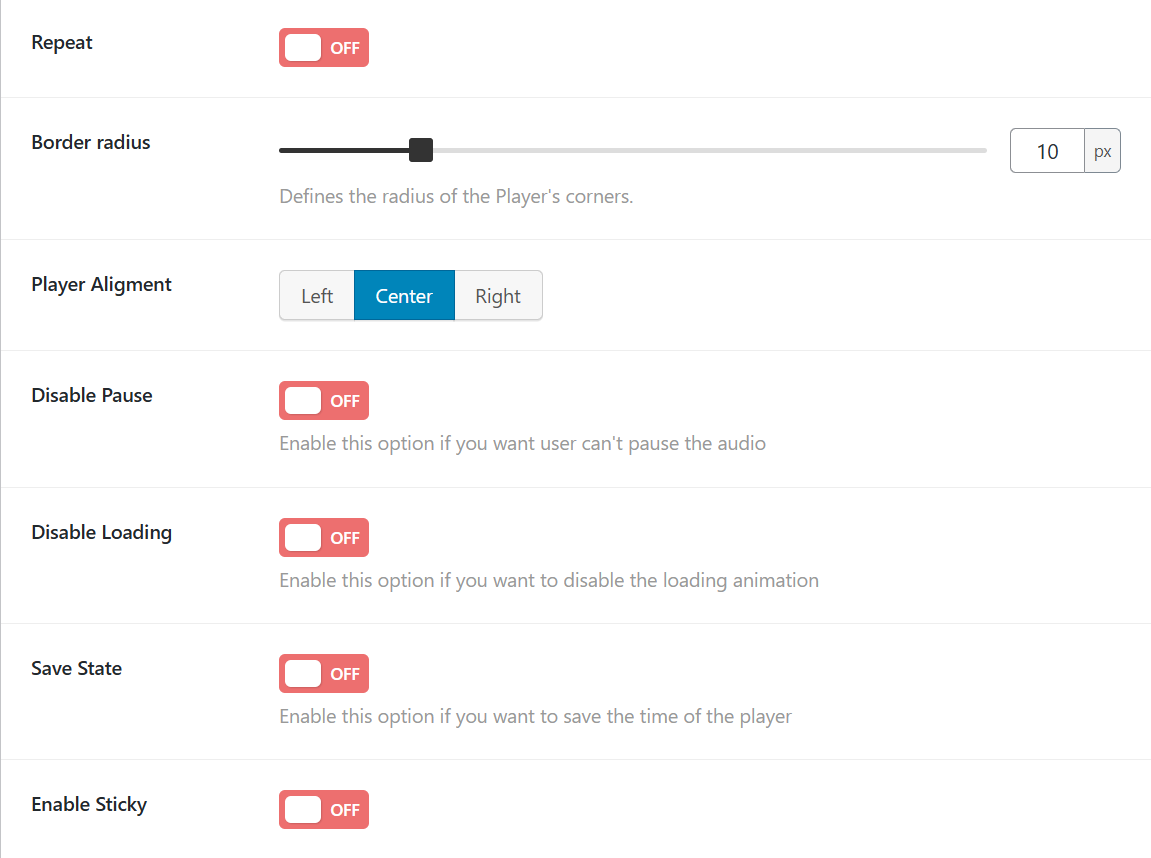 Repeat
OFF
Border radius
10 px
Defines the radius of the Player's corners.
Player Aligment
Left Center Right
Disable Pause
OFF
Enable this option if you want user can't pause the audio
Disable Loading
OFF
Enable this option if you want to disable the loading animation
Save State
OFF
Enable this option if you want to save the time of the player
Enable Sticky
OFF